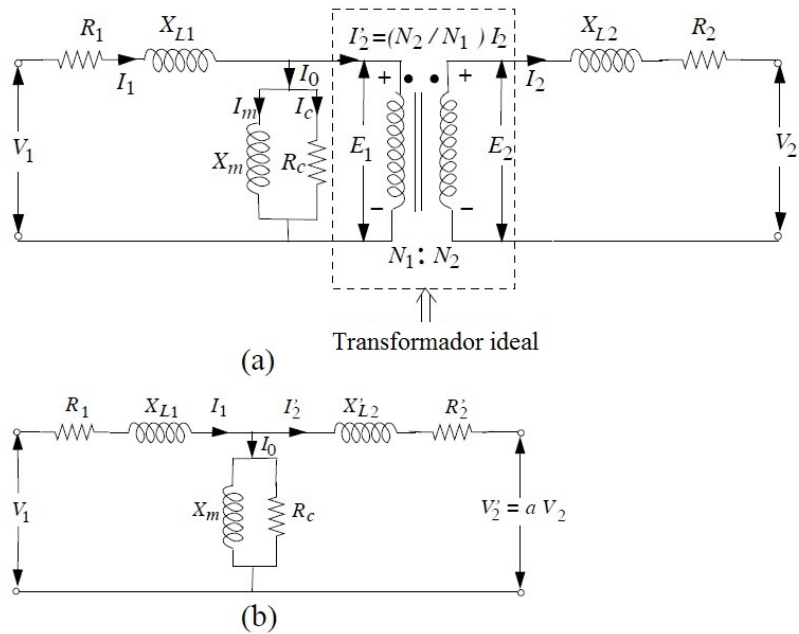 R1 XL1 I'2=(N2/N1) I2 XL2 R2
I1 I0 I2
+ +
Im Ic
V1 E1 E2 V2
Xm Rc
− −
N1 : N2
Transformador ideal
(a)
R1 XL1 I1 I'2 X'L2 R'2
I0
V1 Xm Rc V'2 = a V2
(b)